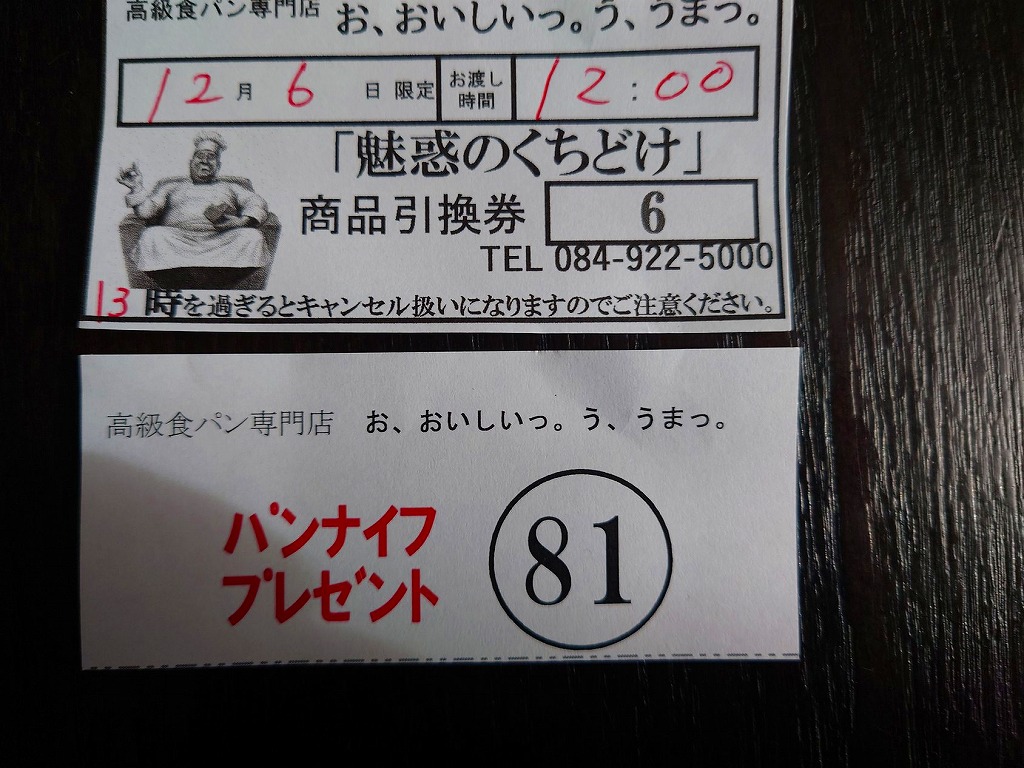 高級食パン専門店 お、おいしいっ。う、うまっ。
12月 6 日 限定 お渡し時間 12:00
「魅惑のくちどけ」
商品引換券 6
TEL 084-922-5000
13 時を過ぎるとキャンセル扱いになりますのでご注意ください。
高級食パン専門店 お、おいしいっ。う、うまっ。
パンナイフ
プレゼント
81